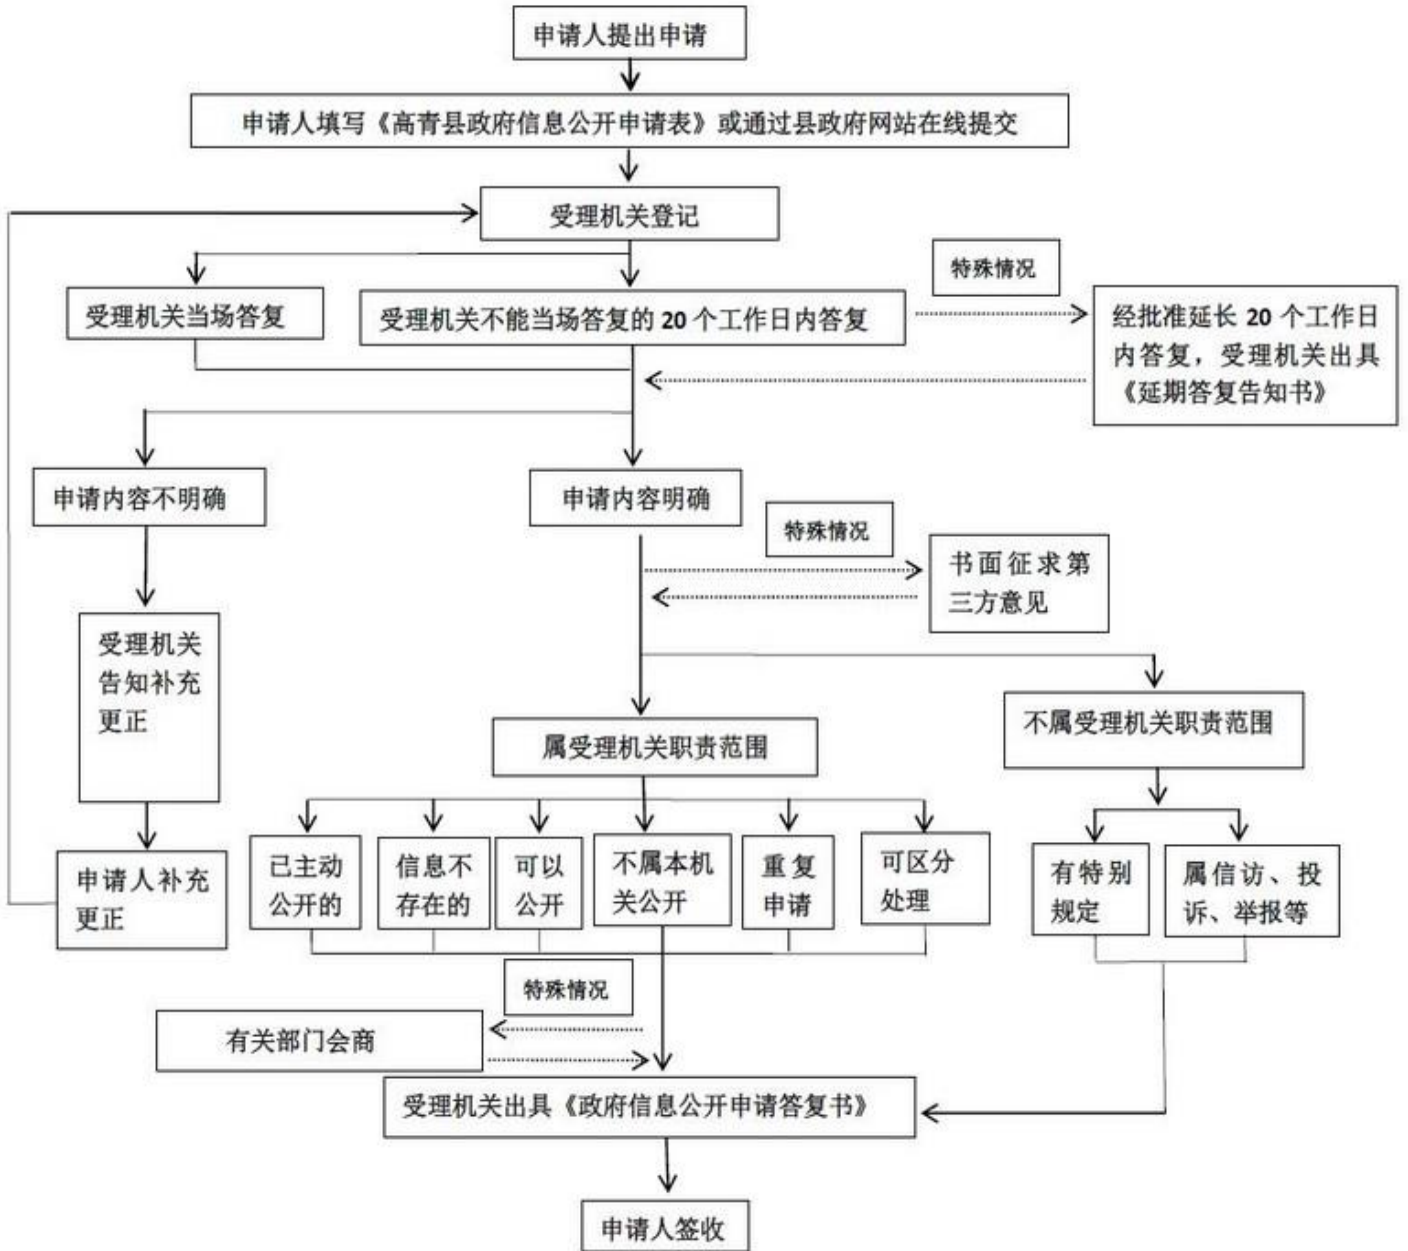 申请人提出申请
申请人填写《高青县政府信息公开申请表》或通过县政府网站在线提交
受理机关登记
特殊情况
受理机关当场答复
受理机关不能当场答复的 20 个工作日内答复
经批准延长 20 个工作日
内答复，受理机关出具
《延期答复告知书》
申请内容不明确
申请内容明确
特殊情况
书面征求第
三方意见
受理机关
告知补充
更正
属受理机关职责范围
不属受理机关职责范围
申请人补充
更正
已主动
公开的
信息不
存在的
可以
公开
不属本机
关公开
重复
申请
可区分
处理
有特别
规定
属信访、投
诉、举报等
特殊情况
有关部门会商
受理机关出具《政府信息公开申请答复书》
申请人签收